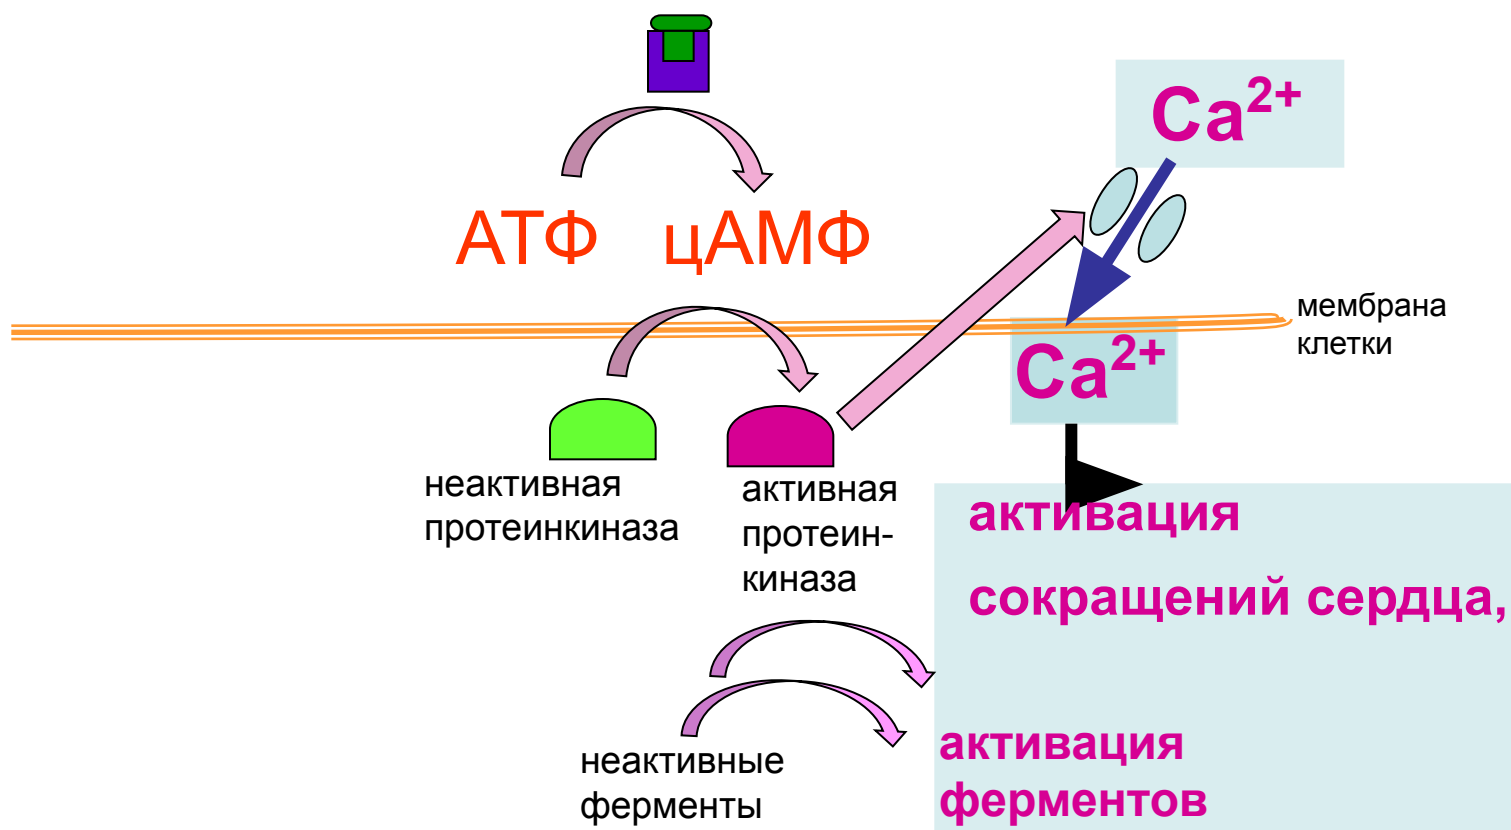 Ca²⁺
АТФ цАМФ
мембрана
клетки
Ca²⁺
неактивная
протеинкиназа
активная
протеин-
киназа
активация
сокращений сердца,
неактивные
ферменты
активация
ферментов